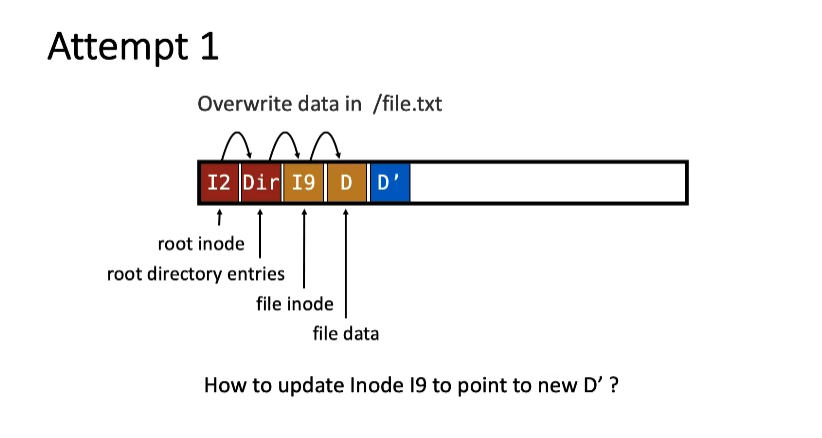 Attempt 1
Overwrite data in /file.txt
I2 Dir I9 D D’
root inode
root directory entries
file inode
file data
How to update Inode I9 to point to new D’ ?